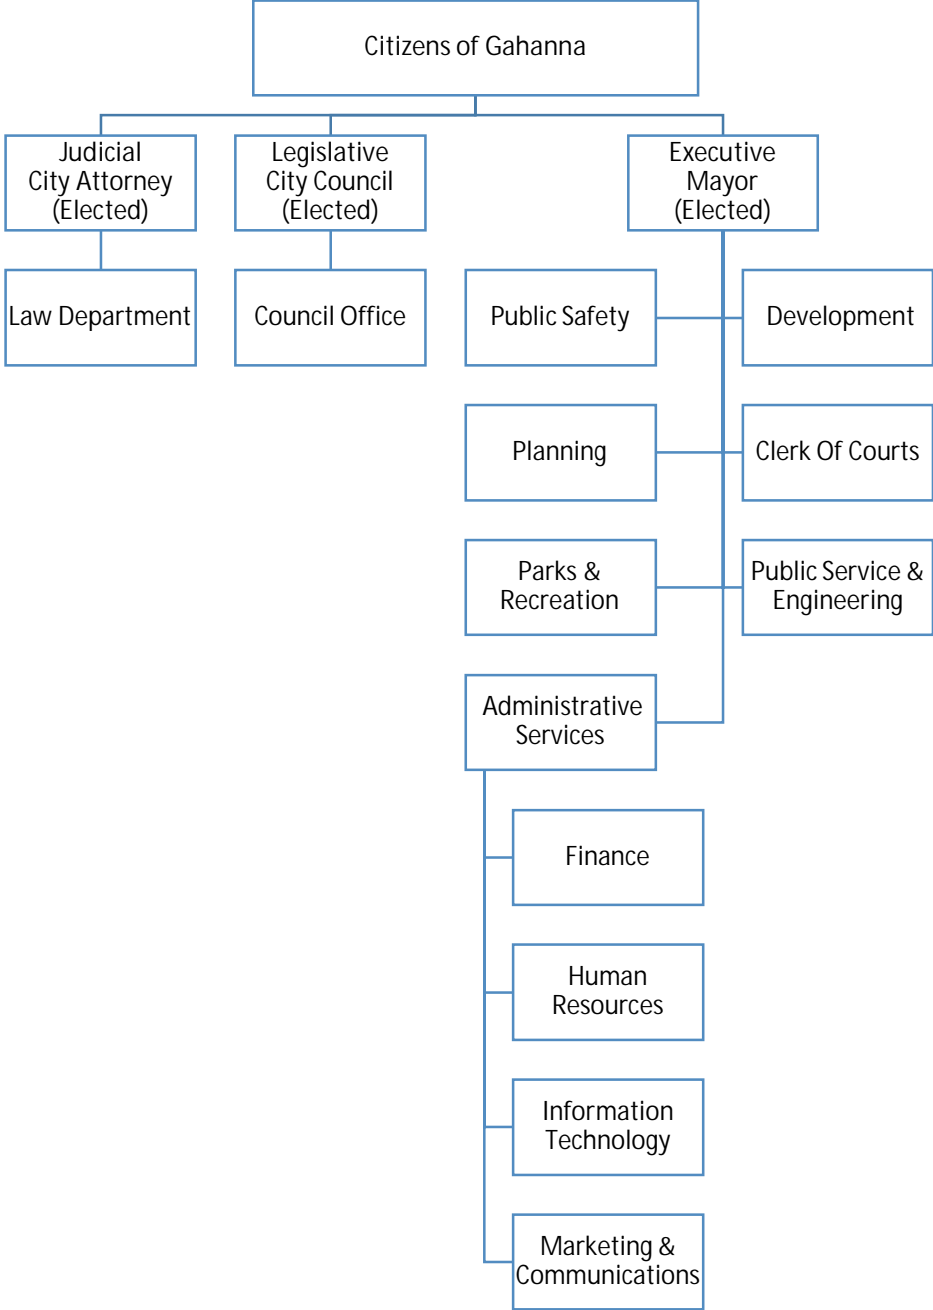 Citizens of Gahanna
Judicial
City Attorney
(Elected)
Legislative
City Council
(Elected)
Executive
Mayor
(Elected)
Law Department
Council Office
Public Safety
Development
Planning
Clerk Of Courts
Parks &
Recreation
Public Service &
Engineering
Administrative
Services
Finance
Human
Resources
Information
Technology
Marketing &
Communications